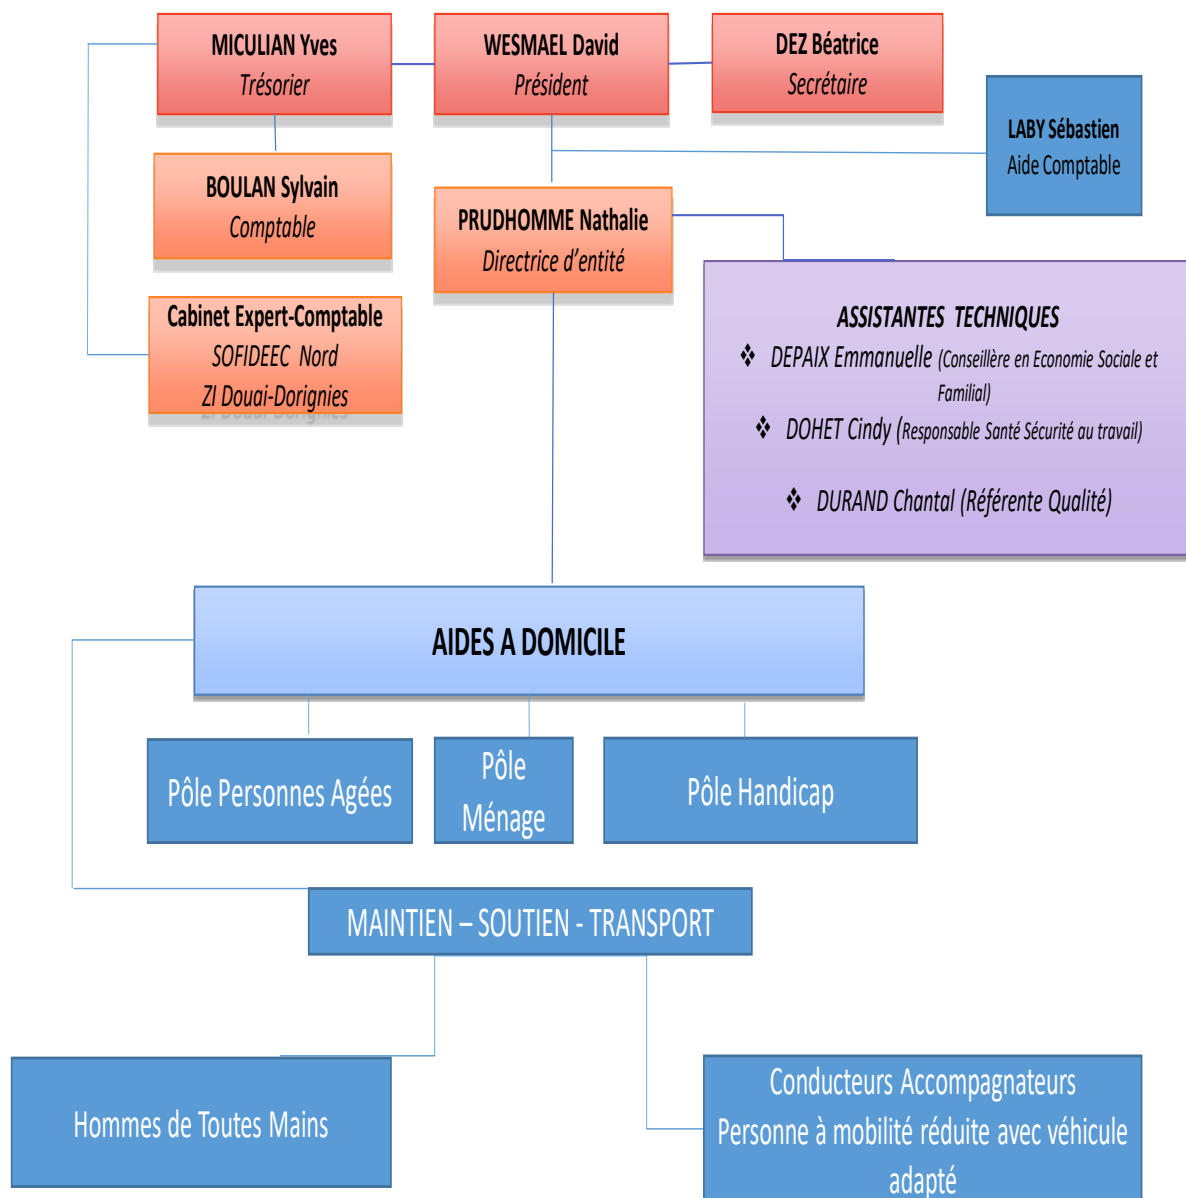 MICULIAN Yves
Trésorier
WESMAEL David
Président
DEZ Béatrice
Secrétaire
LABY Sébastien
Aide Comptable
BOULAN Sylvain
Comptable
PRUDHOMME Nathalie
Directrice d’entité
Cabinet Expert-Comptable
SOFIDEEC Nord
ZI Douai-Dorignies
ASSISTANTES TECHNIQUES
❖ DEPAIX Emmanuelle (Conseillère en Economie Sociale et
Familial)
❖ DOHET Cindy (Responsable Santé Sécurité au travail)
❖ DURAND Chantal (Référente Qualité)
AIDES A DOMICILE
Pôle Personnes Agées
Pôle
Ménage
Pôle Handicap
MAINTIEN – SOUTIEN - TRANSPORT
Hommes de Toutes Mains
Conducteurs Accompagnateurs
Personne à mobilité réduite avec véhicule
adapté